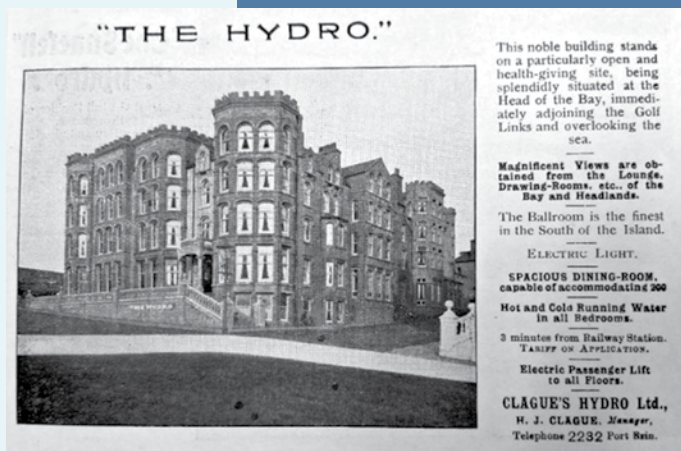 "THE HYDRO."
THE HYDRO
This noble building stands
on a particularly open and
health-giving site, being
splendidly situated at the
Head of the Bay, immedi-
ately adjoining the Golf
Links and overlooking the
sea.
Magnificent Views are ob-
tained from the Lounge,
Drawing-Rooms, etc., of the
Bay and Headlands.
The Ballroom is the finest
in the South of the Island.
ELECTRIC LIGHT.
SPACIOUS DINING-ROOM,
capable of accommodating
Hot and Cold Running Water
in all Bedrooms.
3 minutes from Railway Station.
TARIFF ON APPLICATION.
Electric Passenger Lift
to all Floors.
CLAGUE'S HYDRO Ltd.,
H. J. CLAGUE, Manager,
Telephone 2232 Port Erin.